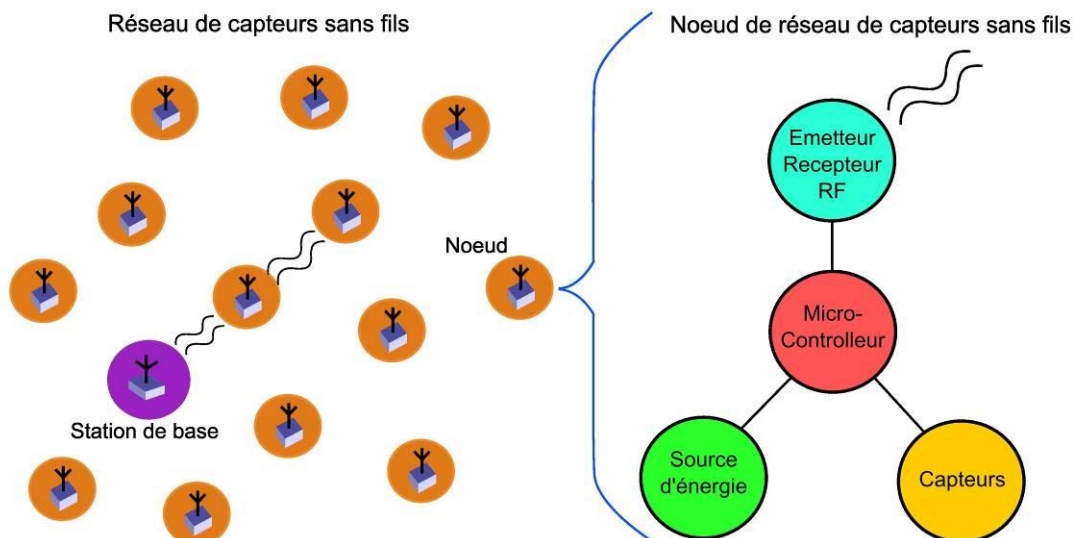 Réseau de capteurs sans fils
Noeud
Station de base
Noeud de réseau de capteurs sans fils
Emetteur
Recepteur
RF
Micro-
Controlleur
Source
d'énergie
Capteurs